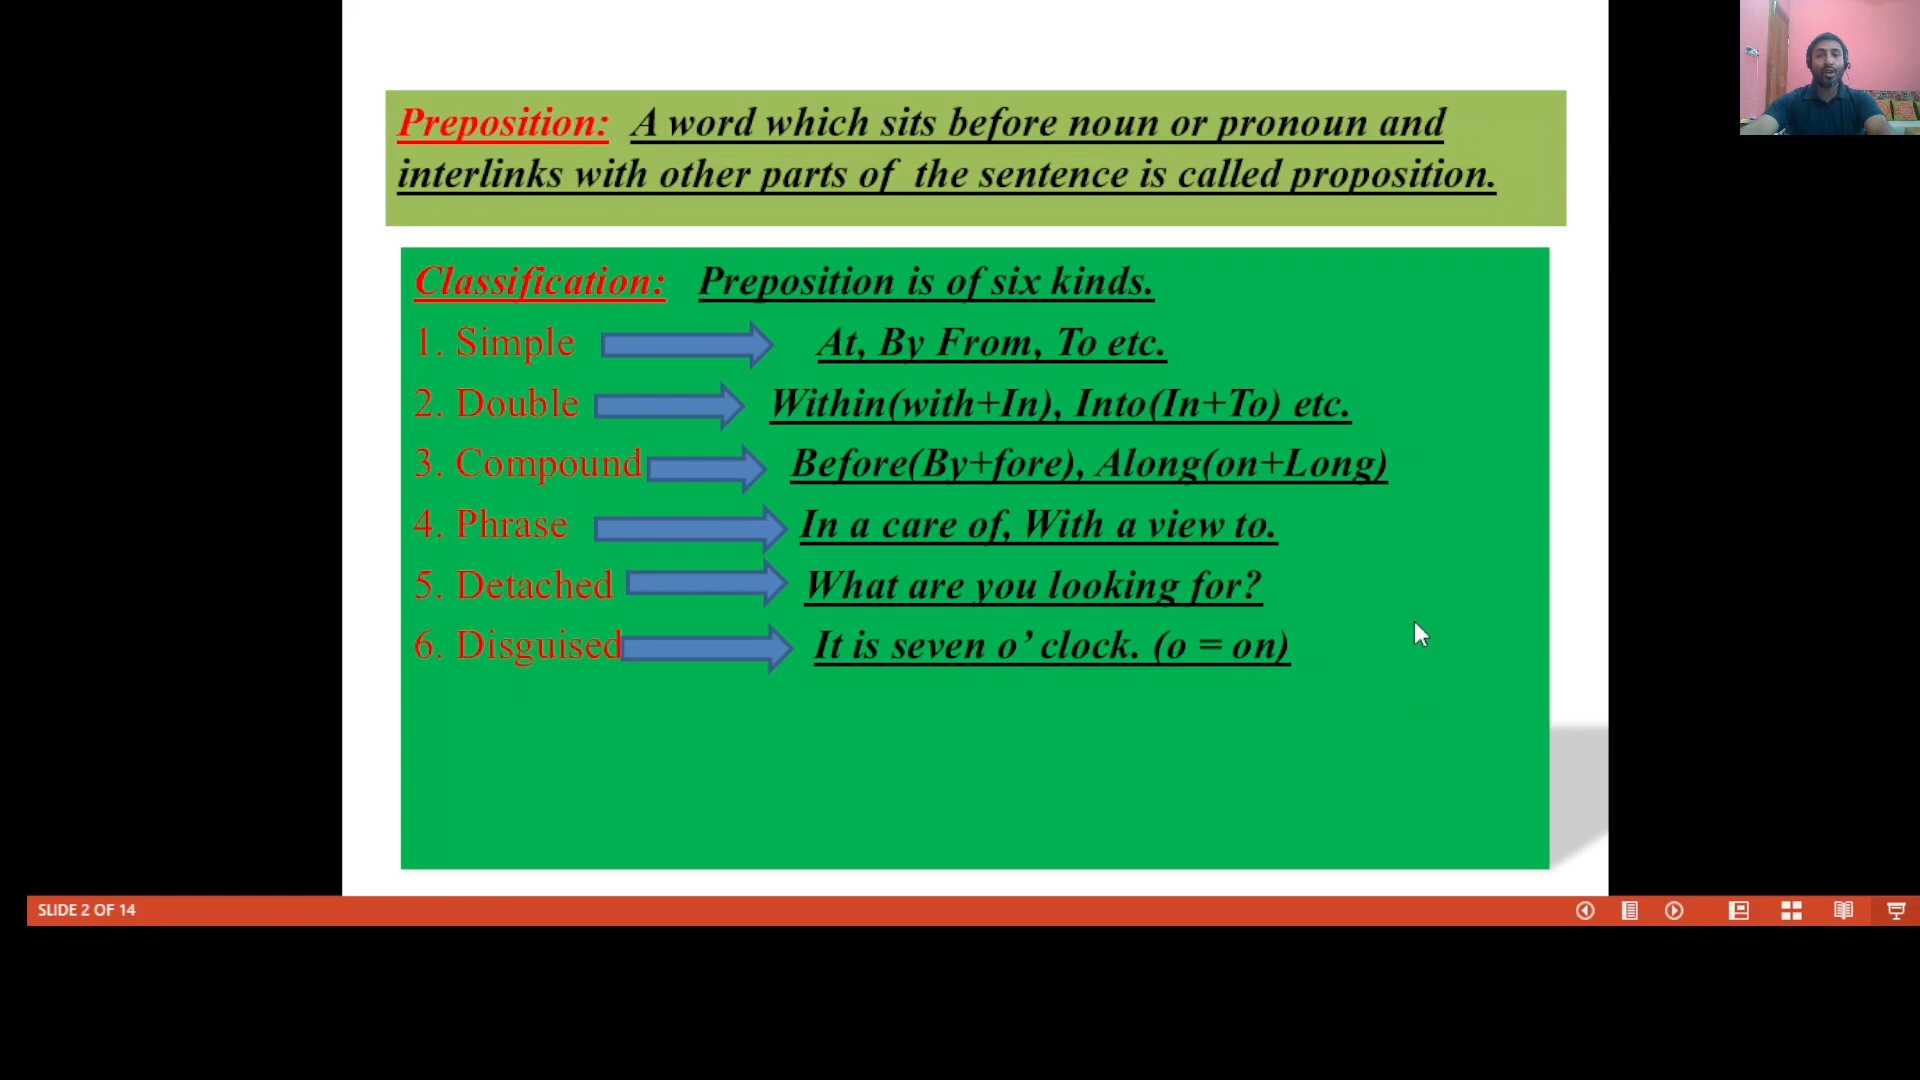 Preposition: A word which sits before noun or pronoun and
interlinks with other parts of the sentence is called proposition.
Classification: Preposition is of six kinds.
1. Simple At, By From, To etc.
2. Double Within(with+In), Into(In+To) etc.
3. Compound Before(By+fore), Along(on+Long)
4. Phrase In a care of, With a view to.
5. Detached What are you looking for?
6. Disguised It is seven o’ clock. (o = on)
SLIDE 2 OF 14